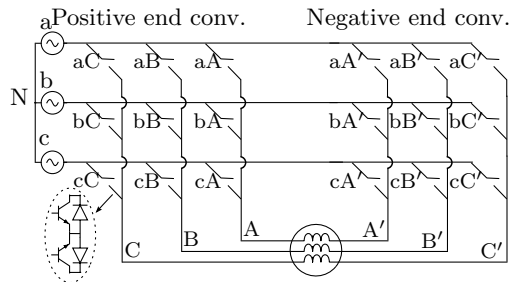 Positive end conv. Negative end conv.
a
aC aB aA aA′ aB′ aC′
b
N
bC bB bA bA′ bB′ bC′
c
cC cB cA cA′ cB′ cC′
C B A A′ B′ C′